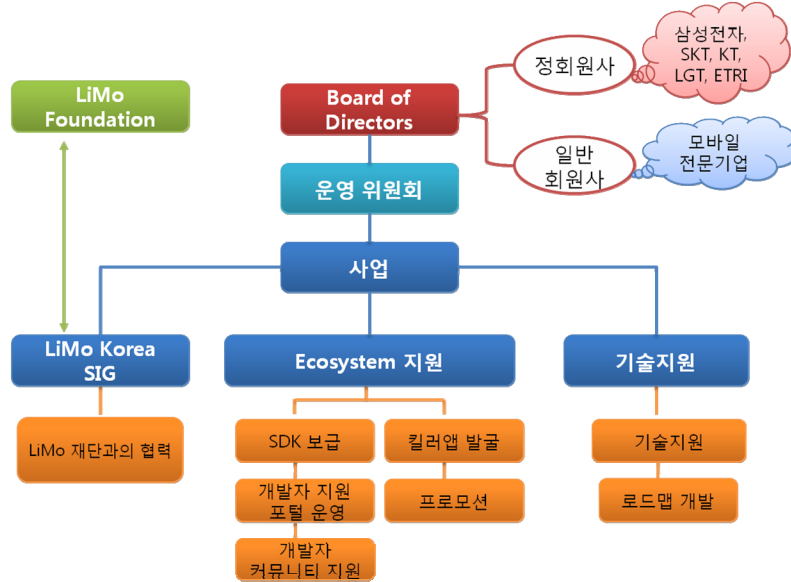 삼성전자,
SKT, KT,
LGT, ETRI
정회원사
LiMo
Foundation
Board of
Directors
일반
회원사
모바일
전문기업
운영 위원회
사업
LiMo Korea
SIG
Ecosystem 지원
기술지원
LiMo 재단과의 협력
SDK 보급
킬러앱 발굴
기술지원
개발자 지원
포털 운영
프로모션
로드맵 개발
개발자
커뮤니티 지원